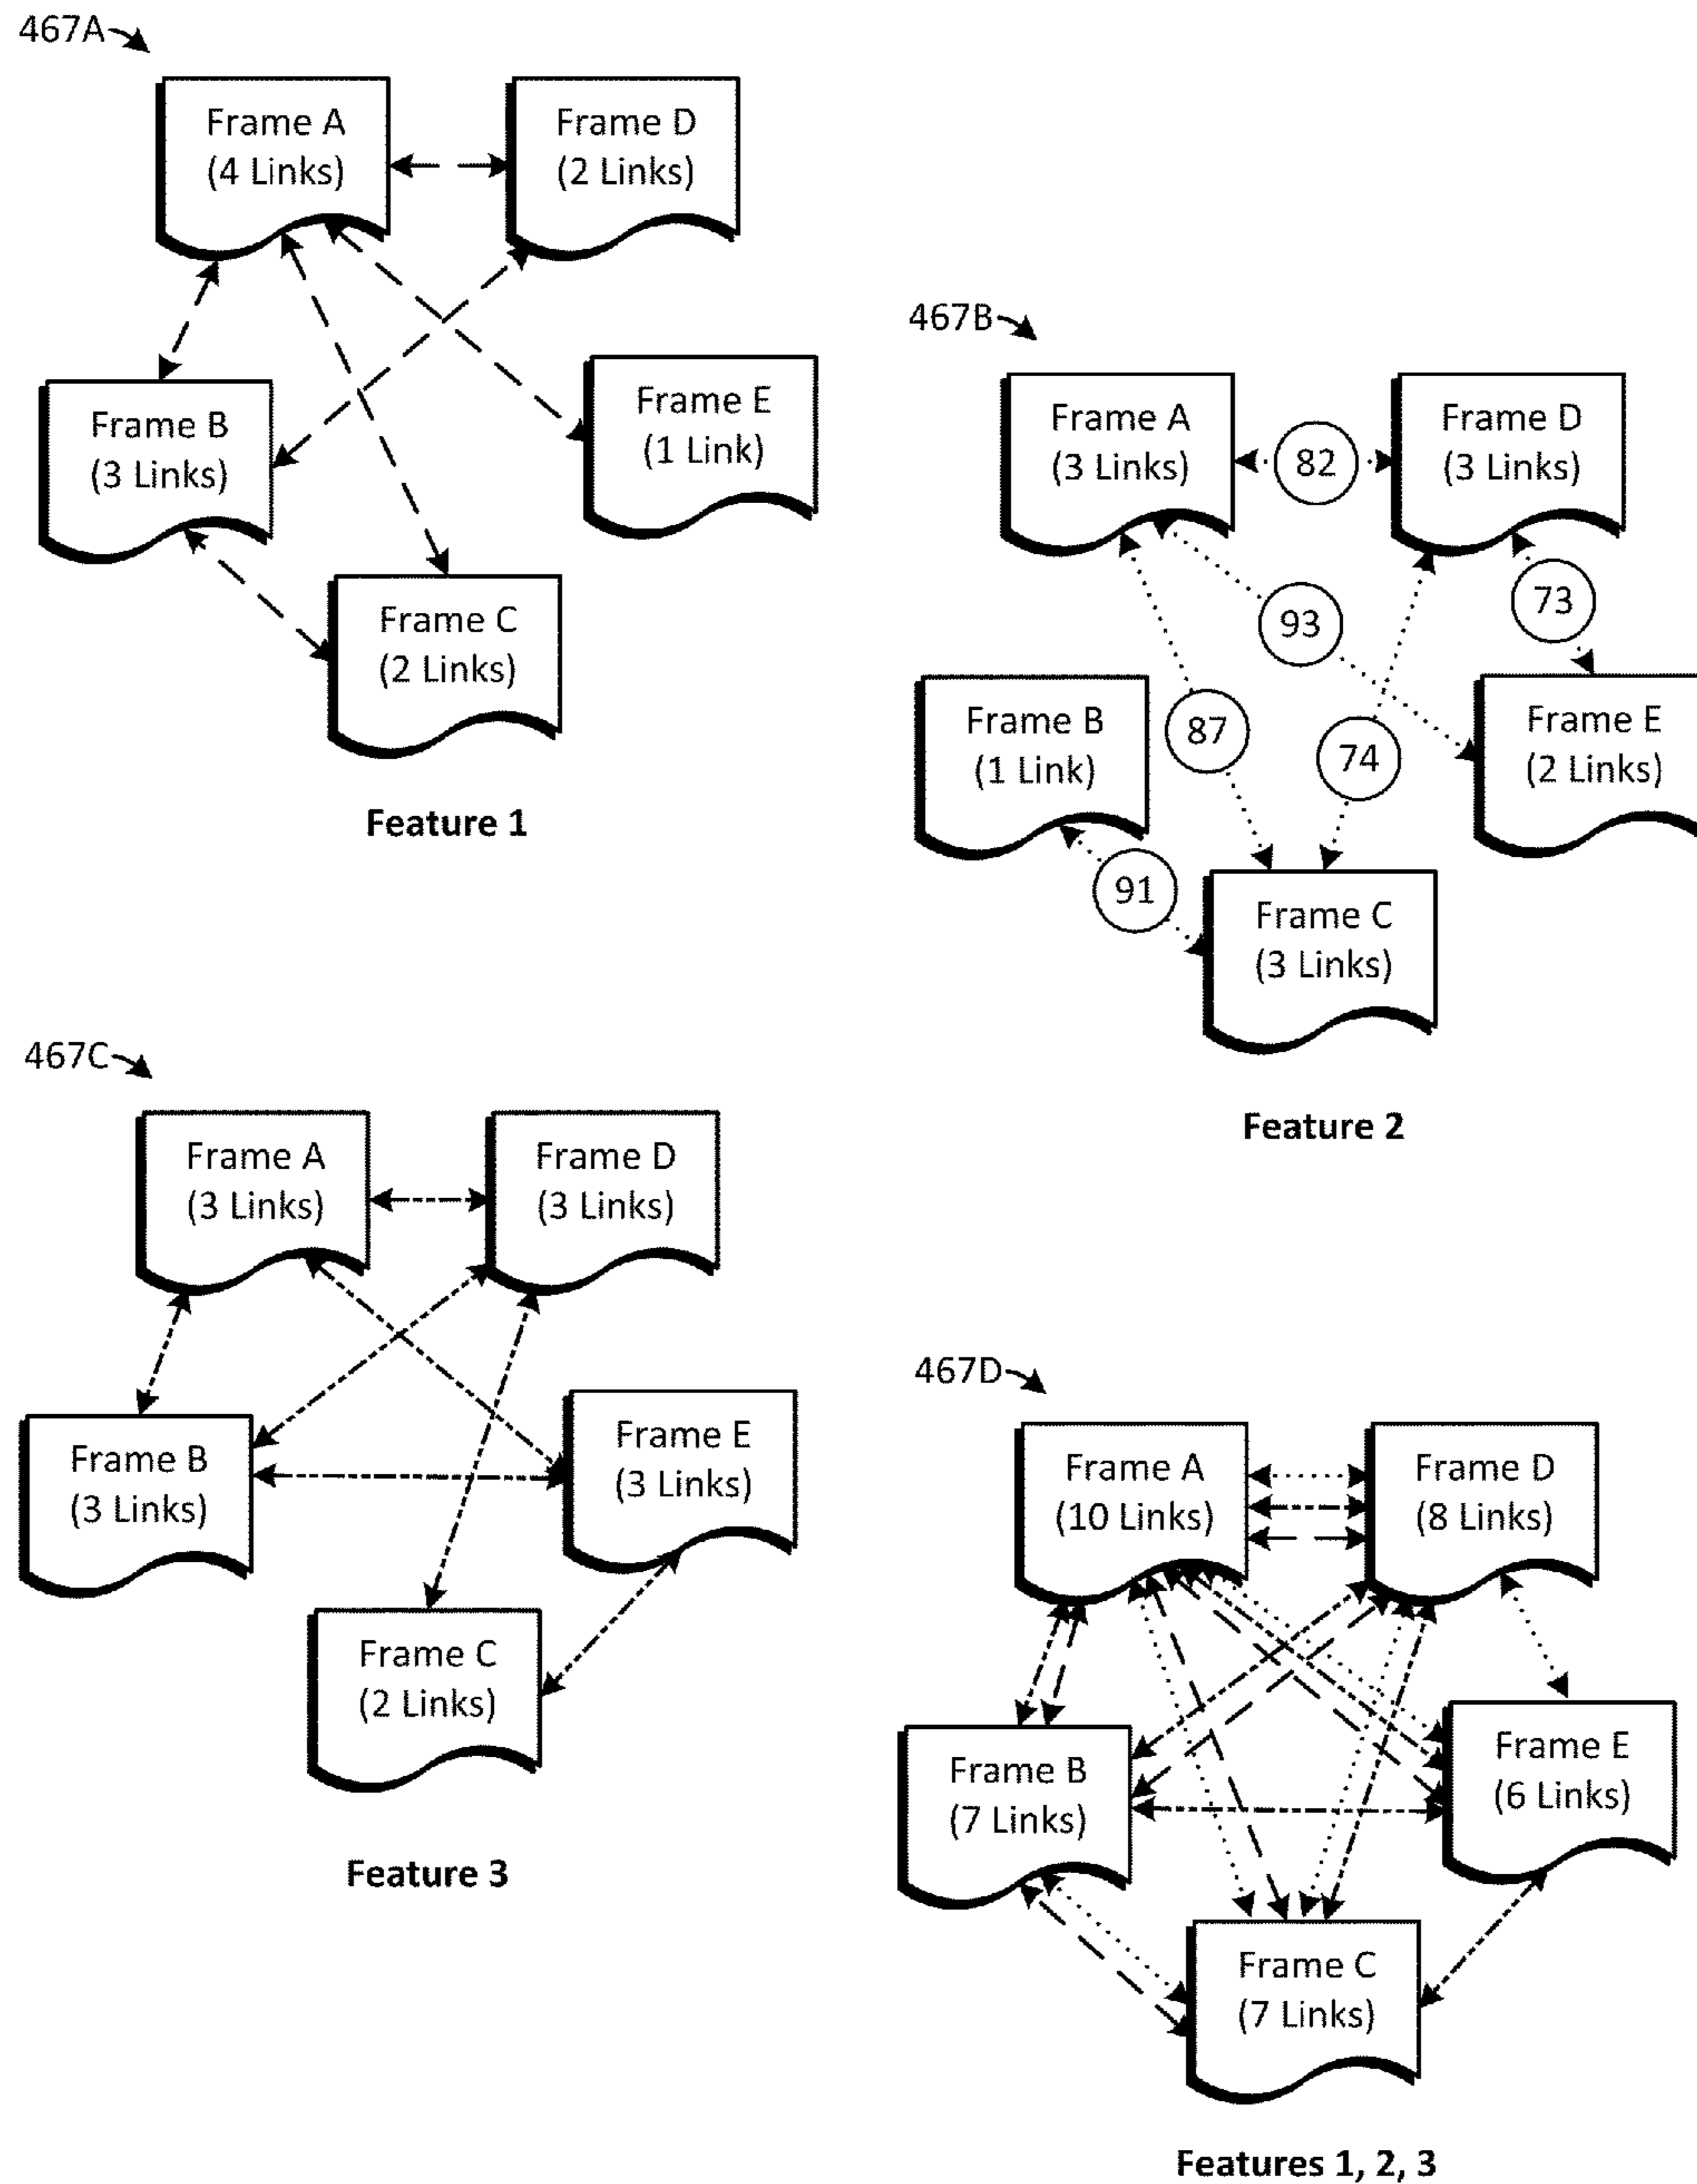 467A
Frame A
(4 Links)
Frame D
(2 Links)
Frame B
(3 Links)
Frame E
(1 Link)
Frame C
(2 Links)
Feature 1
467B
Frame A
(3 Links)
82
Frame D
(3 Links)
93
73
Frame B
(1 Link)
87
74
Frame E
(2 Links)
91
Frame C
(3 Links)
Feature 2
467C
Frame A
(3 Links)
Frame D
(3 Links)
Frame B
(3 Links)
Frame E
(3 Links)
Frame C
(2 Links)
Feature 3
467D
Frame A
(10 Links)
Frame D
(8 Links)
Frame B
(7 Links)
Frame E
(6 Links)
Frame C
(7 Links)
Features 1, 2, 3